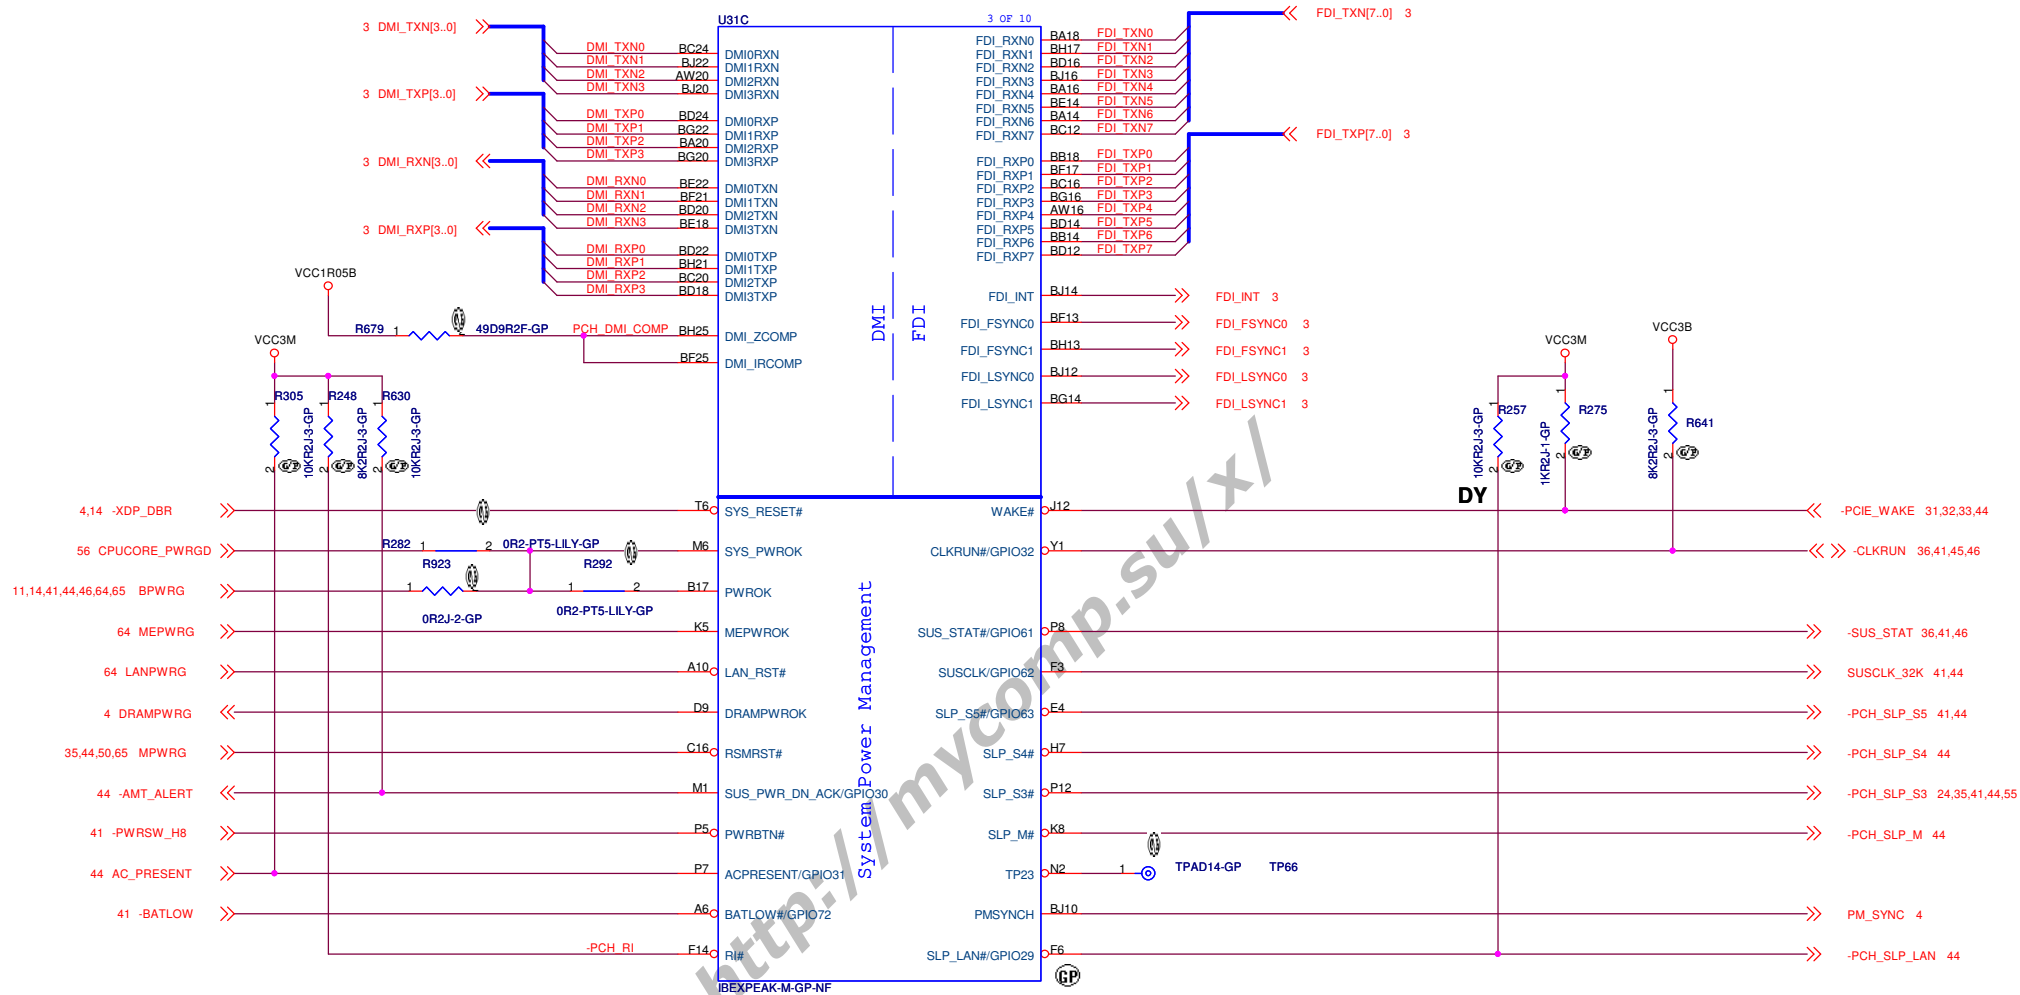 U31C
3 OF 10
3 DMI_TXN[3..0]
DMI_TXN0 BC24 DMI0RXN
DMI_TXN1 BJ22 DMI1RXN
DMI_TXN2 AW20 DMI2RXN
DMI_TXN3 BJ20 DMI3RXN
3 DMI_TXP[3..0]
DMI_TXP0 BD24 DMI0RXP
DMI_TXP1 BG22 DMI1RXP
DMI_TXP2 BA20 DMI2RXP
DMI_TXP3 BG20 DMI3RXP
3 DMI_RXN[3..0]
DMI_RXN0 BE22 DMI0TXN
DMI_RXN1 BF21 DMI1TXN
DMI_RXN2 BD20 DMI2TXN
DMI_RXN3 BE18 DMI3TXN
3 DMI_RXP[3..0]
DMI_RXP0 BD22 DMI0TXP
DMI_RXP1 BH21 DMI1TXP
DMI_RXP2 BC20 DMI2TXP
DMI_RXP3 BD18 DMI3TXP
VCC1R05B
R679 1 2 49D9R2F-GP PCH_DMI_COMP BH25 DMI_ZCOMP
BF25 DMI_IRCOMP
DMI
FDI
FDI_RXN0 BA18 FDI_TXN0
FDI_RXN1 BH17 FDI_TXN1
FDI_RXN2 BD16 FDI_TXN2
FDI_RXN3 BJ16 FDI_TXN3
FDI_RXN4 BA16 FDI_TXN4
FDI_RXN5 BE14 FDI_TXN5
FDI_RXN6 BA14 FDI_TXN6
FDI_RXN7 BC12 FDI_TXN7
FDI_TXN[7..0] 3
FDI_RXP0 BB18 FDI_TXP0
FDI_RXP1 BF17 FDI_TXP1
FDI_RXP2 BC16 FDI_TXP2
FDI_RXP3 BG16 FDI_TXP3
FDI_RXP4 AW16 FDI_TXP4
FDI_RXP5 BD14 FDI_TXP5
FDI_RXP6 BB14 FDI_TXP6
FDI_RXP7 BD12 FDI_TXP7
FDI_TXP[7..0] 3
FDI_INT BJ14 FDI_INT 3
FDI_FSYNC0 BF13 FDI_FSYNC0 3
FDI_FSYNC1 BH13 FDI_FSYNC1 3
FDI_LSYNC0 BJ12 FDI_LSYNC0 3
FDI_LSYNC1 BG14 FDI_LSYNC1 3
VCC3M
R305 1 2 10KR2J-3-GP G/P
R248 1 2 8K2R2J-3-GP G/P
R630 1 2 10KR2J-3-GP G/P
VCC3M
VCC3B
R257 1 2 10KR2J-3-GP G/P
R275 1 2 1KR2J-1-GP G/P
R641 1 2 8K2R2J-3-GP G/P
DY
4,14 -XDP_DBR T6 SYS_RESET#
56 CPUCORE_PWRGD R282 1 2 0R2-PT5-LILY-GP M6 SYS_PWROK
11,14,41,44,46,64,65 BPWRG R923 1 0R2J-2-GP R292 1 2 0R2-PT5-LILY-GP B17 PWROK
64 MEPWRG K5 MEPWROK
64 LANPWRG A10 LAN_RST#
4 DRAMPWRG D9 DRAMPWROK
35,44,50,65 MPWRG C16 RSMRST#
44 -AMT_ALERT M1 SUS_PWR_DN_ACK/GPIO30
41 -PWRSW_H8 P5 PWRBTN#
44 AC_PRESENT P7 ACPRESENT/GPIO31
41 -BATLOW A6 BATLOW#/GPIO72
-PCH_RI F14 RI#
System Power Management
WAKE# J12 -PCIE_WAKE 31,32,33,44
CLKRUN#/GPIO32 Y1 -CLKRUN 36,41,45,46
SUS_STAT#/GPIO61 P8 -SUS_STAT 36,41,46
SUSCLK/GPIO62 F3 SUSCLK_32K 41,44
SLP_S5#/GPIO63 E4 -PCH_SLP_S5 41,44
SLP_S4# H7 -PCH_SLP_S4 44
SLP_S3# P12 -PCH_SLP_S3 24,35,41,44,55
SLP_M# K8 -PCH_SLP_M 44
TP23 N2 1 TPAD14-GP TP66
PMSYNCH BJ10 PM_SYNC 4
SLP_LAN#/GPIO29 F6 -PCH_SLP_LAN 44
GP
IBEXPEAK-M-GP-NF
http://mycomp.su/x/